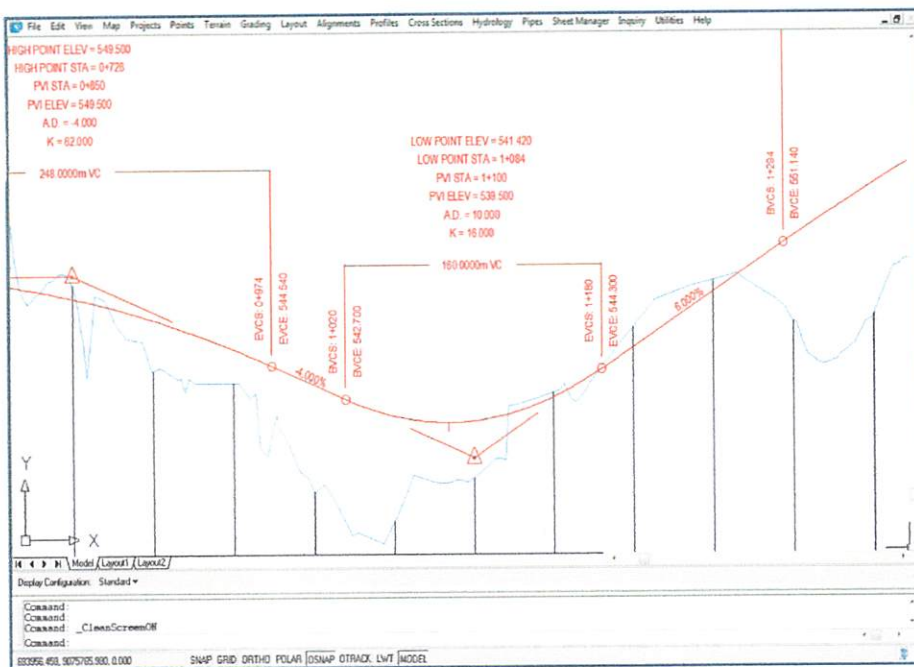 File Edit View Map Projects Points Terrain Grading Layout Alignments Profiles Cross Sections Hydrology Pipes Sheet Manager Inquiry Utilities Help
HIGH POINT ELEV = 549.500
HIGH POINT STA = 0+726
PVI STA = 0+850
PVI ELEV = 549.500
A.D. = -4.000
K = 62.000
248.0000m VC
LOW POINT ELEV = 541.420
LOW POINT STA = 1+084
PVI STA = 1+100
PVI ELEV = 539.500
A.D. = 10.000
K = 16.000
160.0000m VC
EVCS: 0+974
EVCE: 544.540
BVCS: 1+020
BVCE: 542.700
EVCS: 1+180
EVCE: 544.300
BVCS: 1+294
BVCE: 551.140
-4.000%
6.000%
Y
X
Model Layout1 Layout2
Display Configuration: Standard
Command:
Command:
Command: _CleanScreenON
Command:
SNAP GRID ORTHO POLAR OSNAP OTRACK LWT MODEL